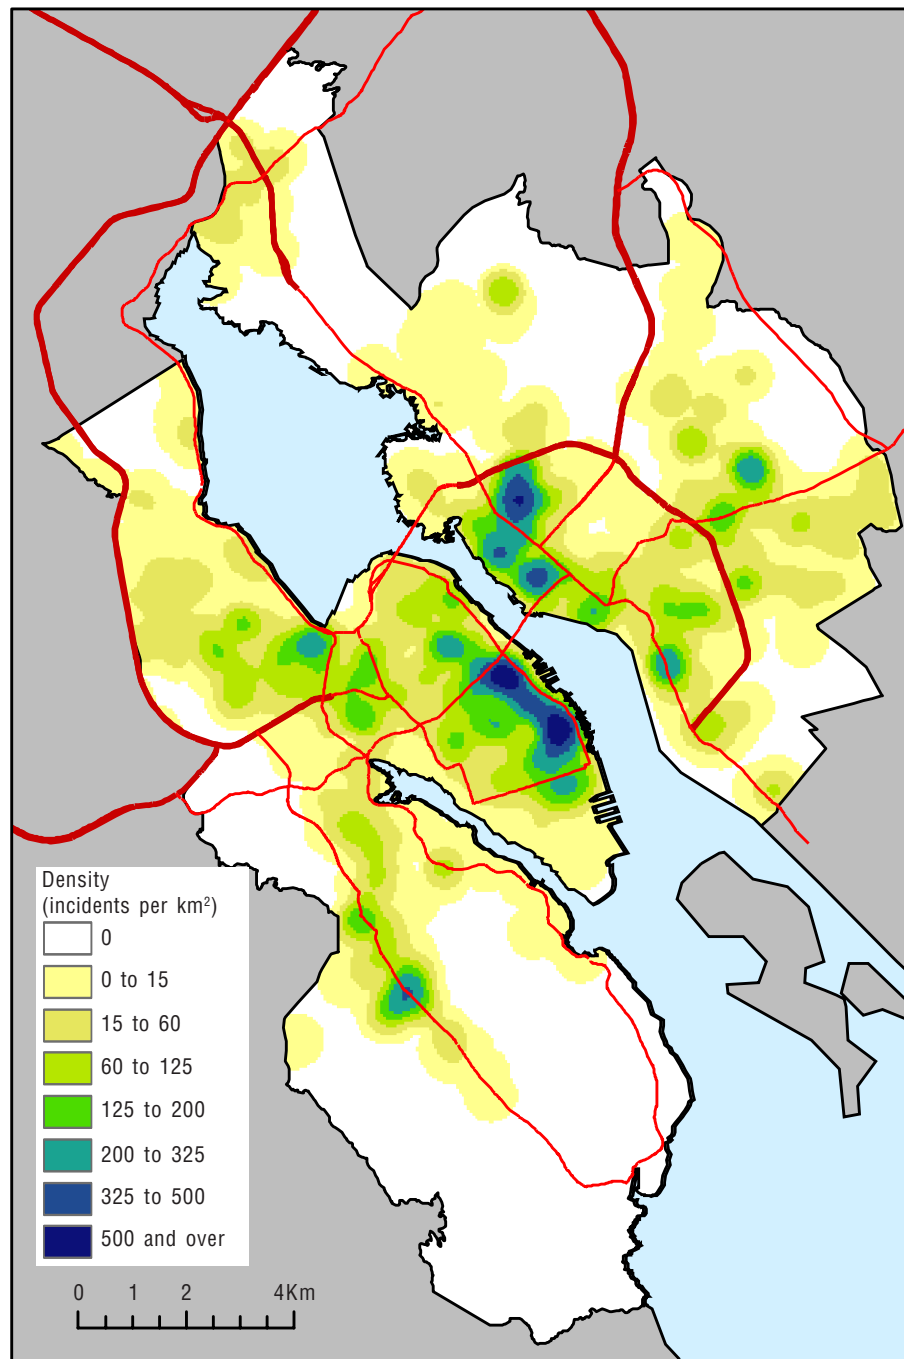 Density
(incidents per km²)
0
0 to 15
15 to 60
60 to 125
125 to 200
200 to 325
325 to 500
500 and over
0 1 2 4Km